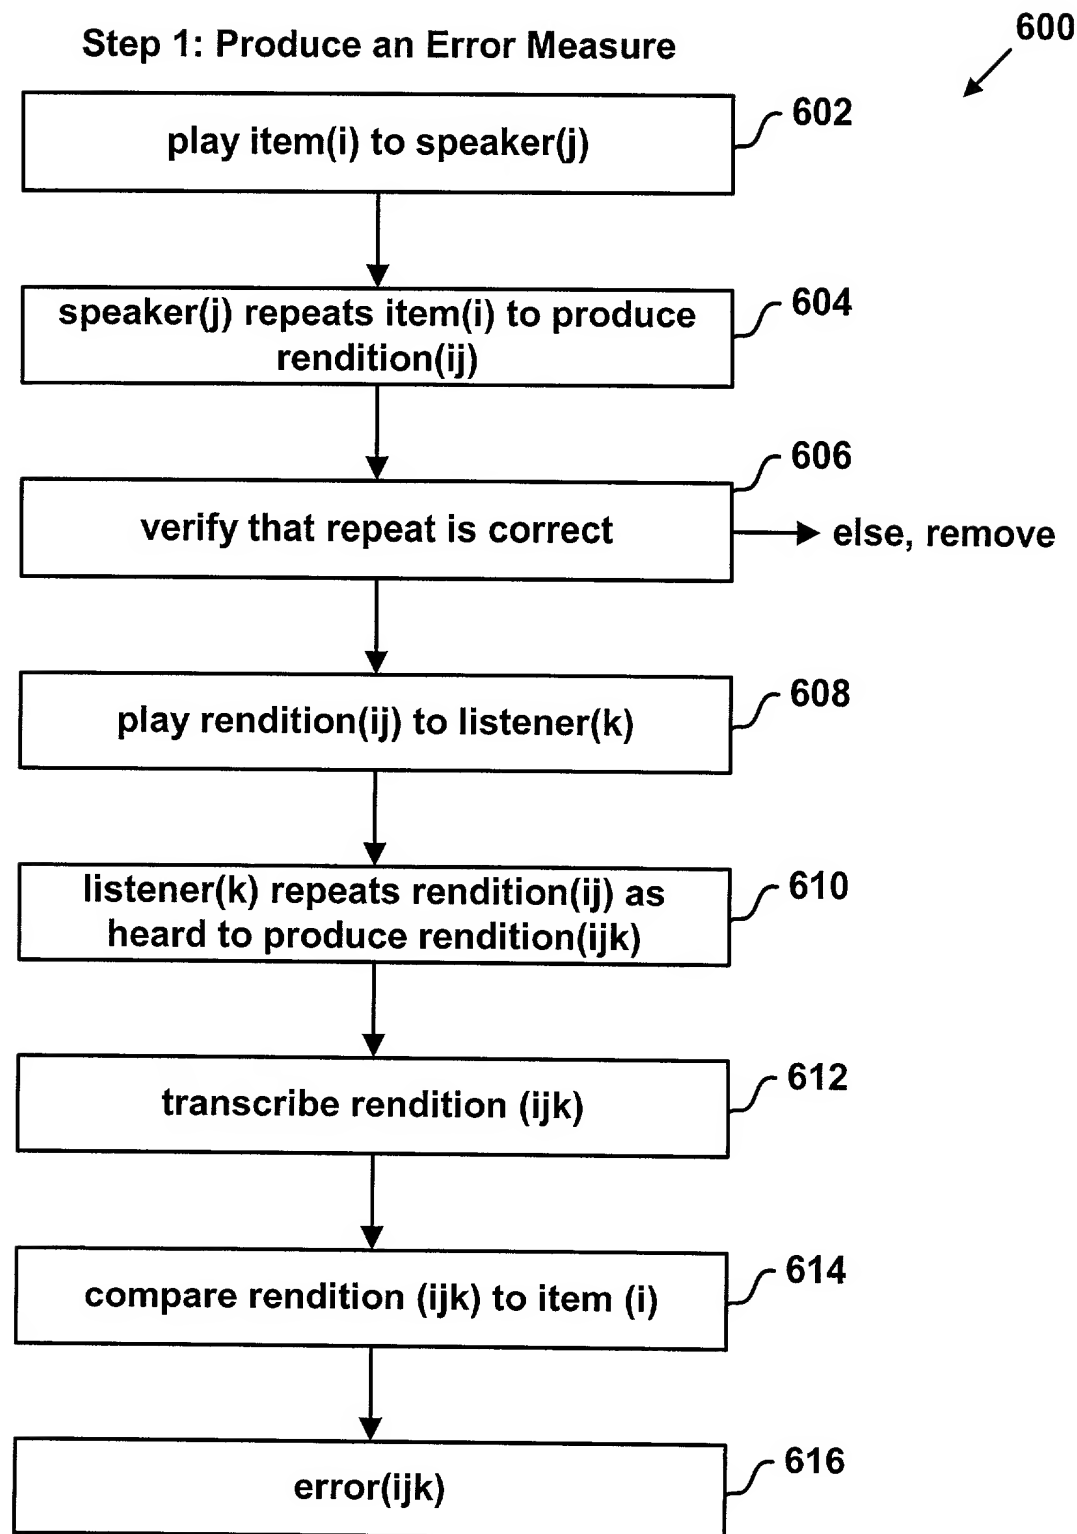 600
Step 1: Produce an Error Measure
602
play item(i) to speaker(j)
604
speaker(j) repeats item(i) to produce
rendition(ij)
606
verify that repeat is correct
else, remove
608
play rendition(ij) to listener(k)
610
listener(k) repeats rendition(ij) as
heard to produce rendition(ijk)
612
transcribe rendition (ijk)
614
compare rendition (ijk) to item (i)
616
error(ijk)